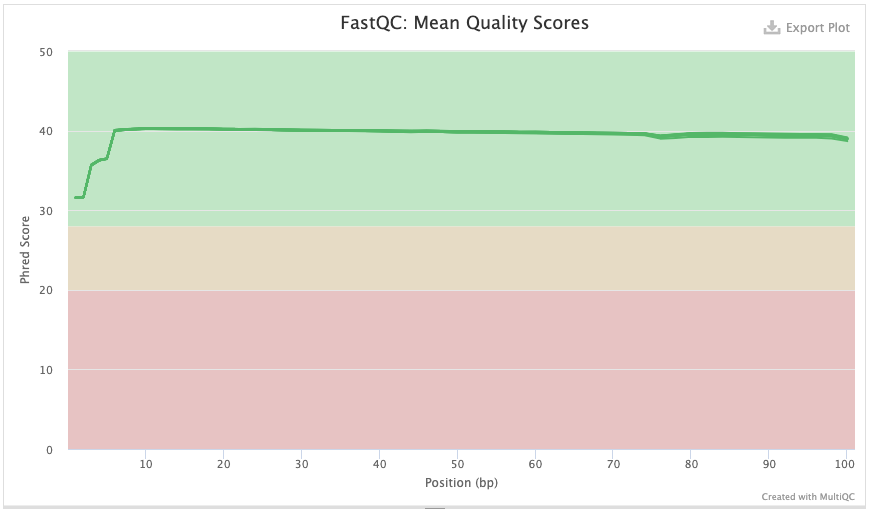 FastQC: Mean Quality Scores
Export Plot
50
40
30
20
10
0
Phred Score
10 20 30 40 50 60 70 80 90 100
Position (bp)
Created with MultiQC